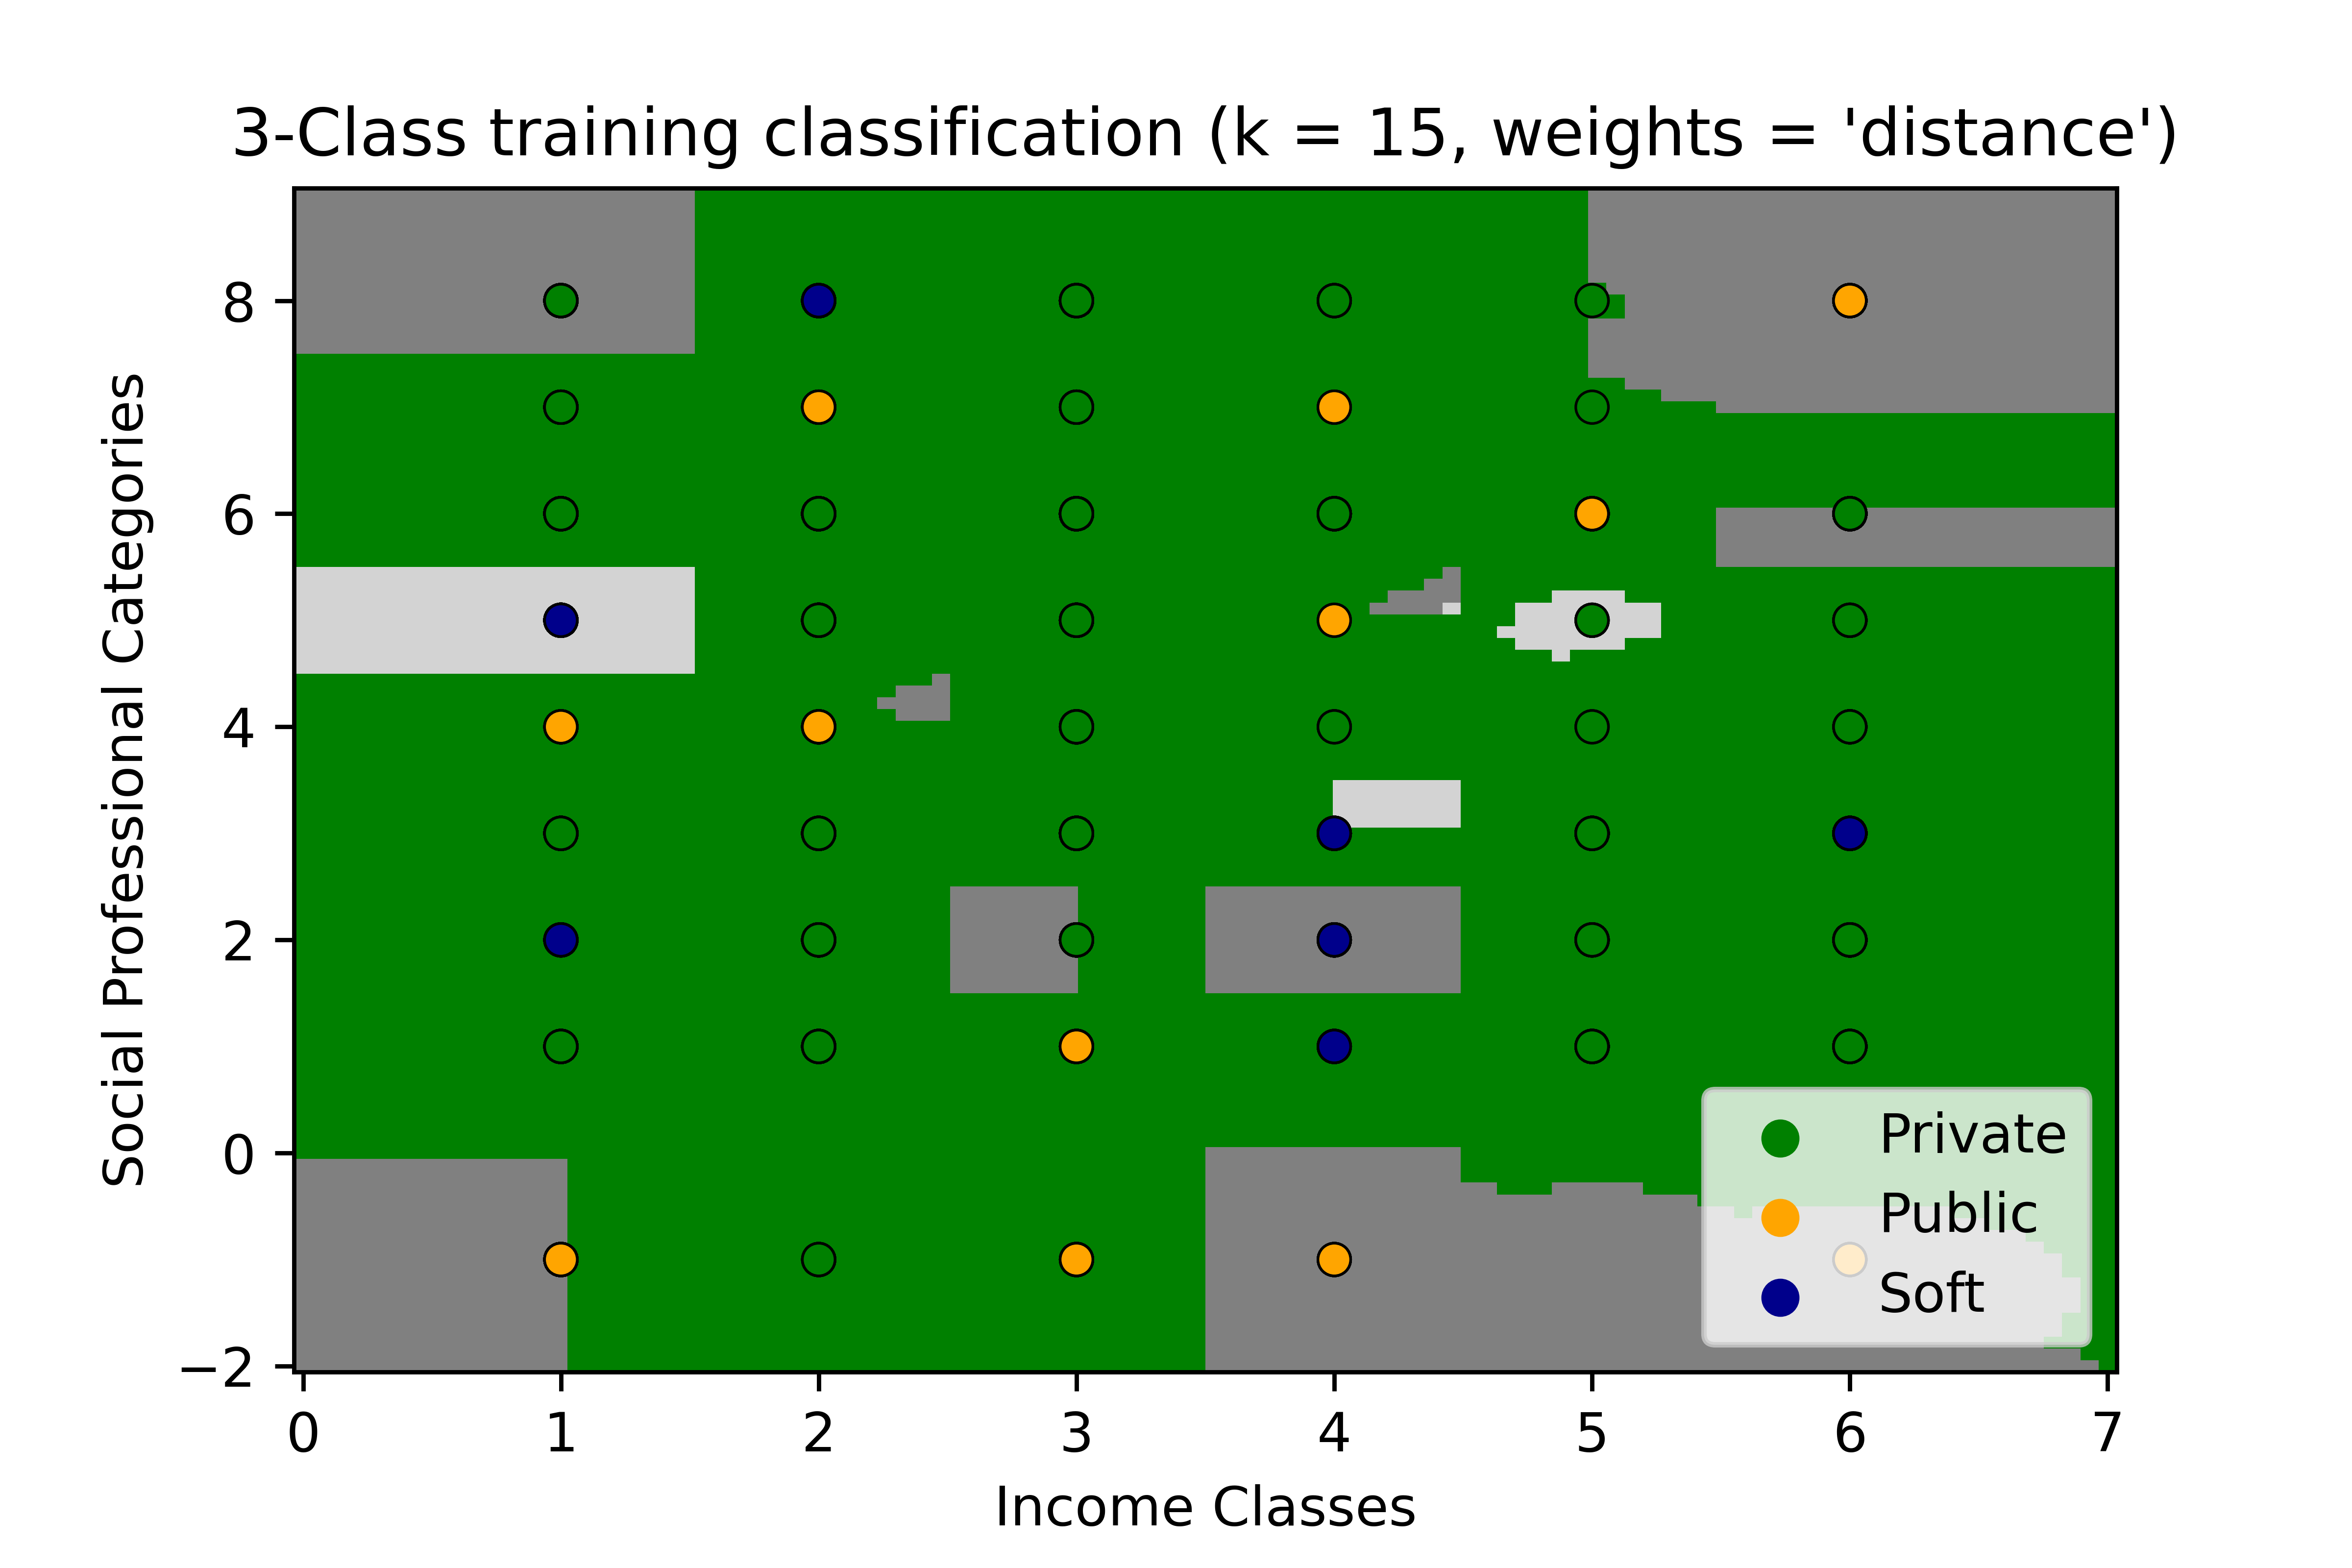 3-Class training classification (k = 15, weights = 'distance')
Social Professional Categories
8
6
4
2
0
−2
0 1 2 3 4 5 6 7
Income Classes
Private
Public
Soft